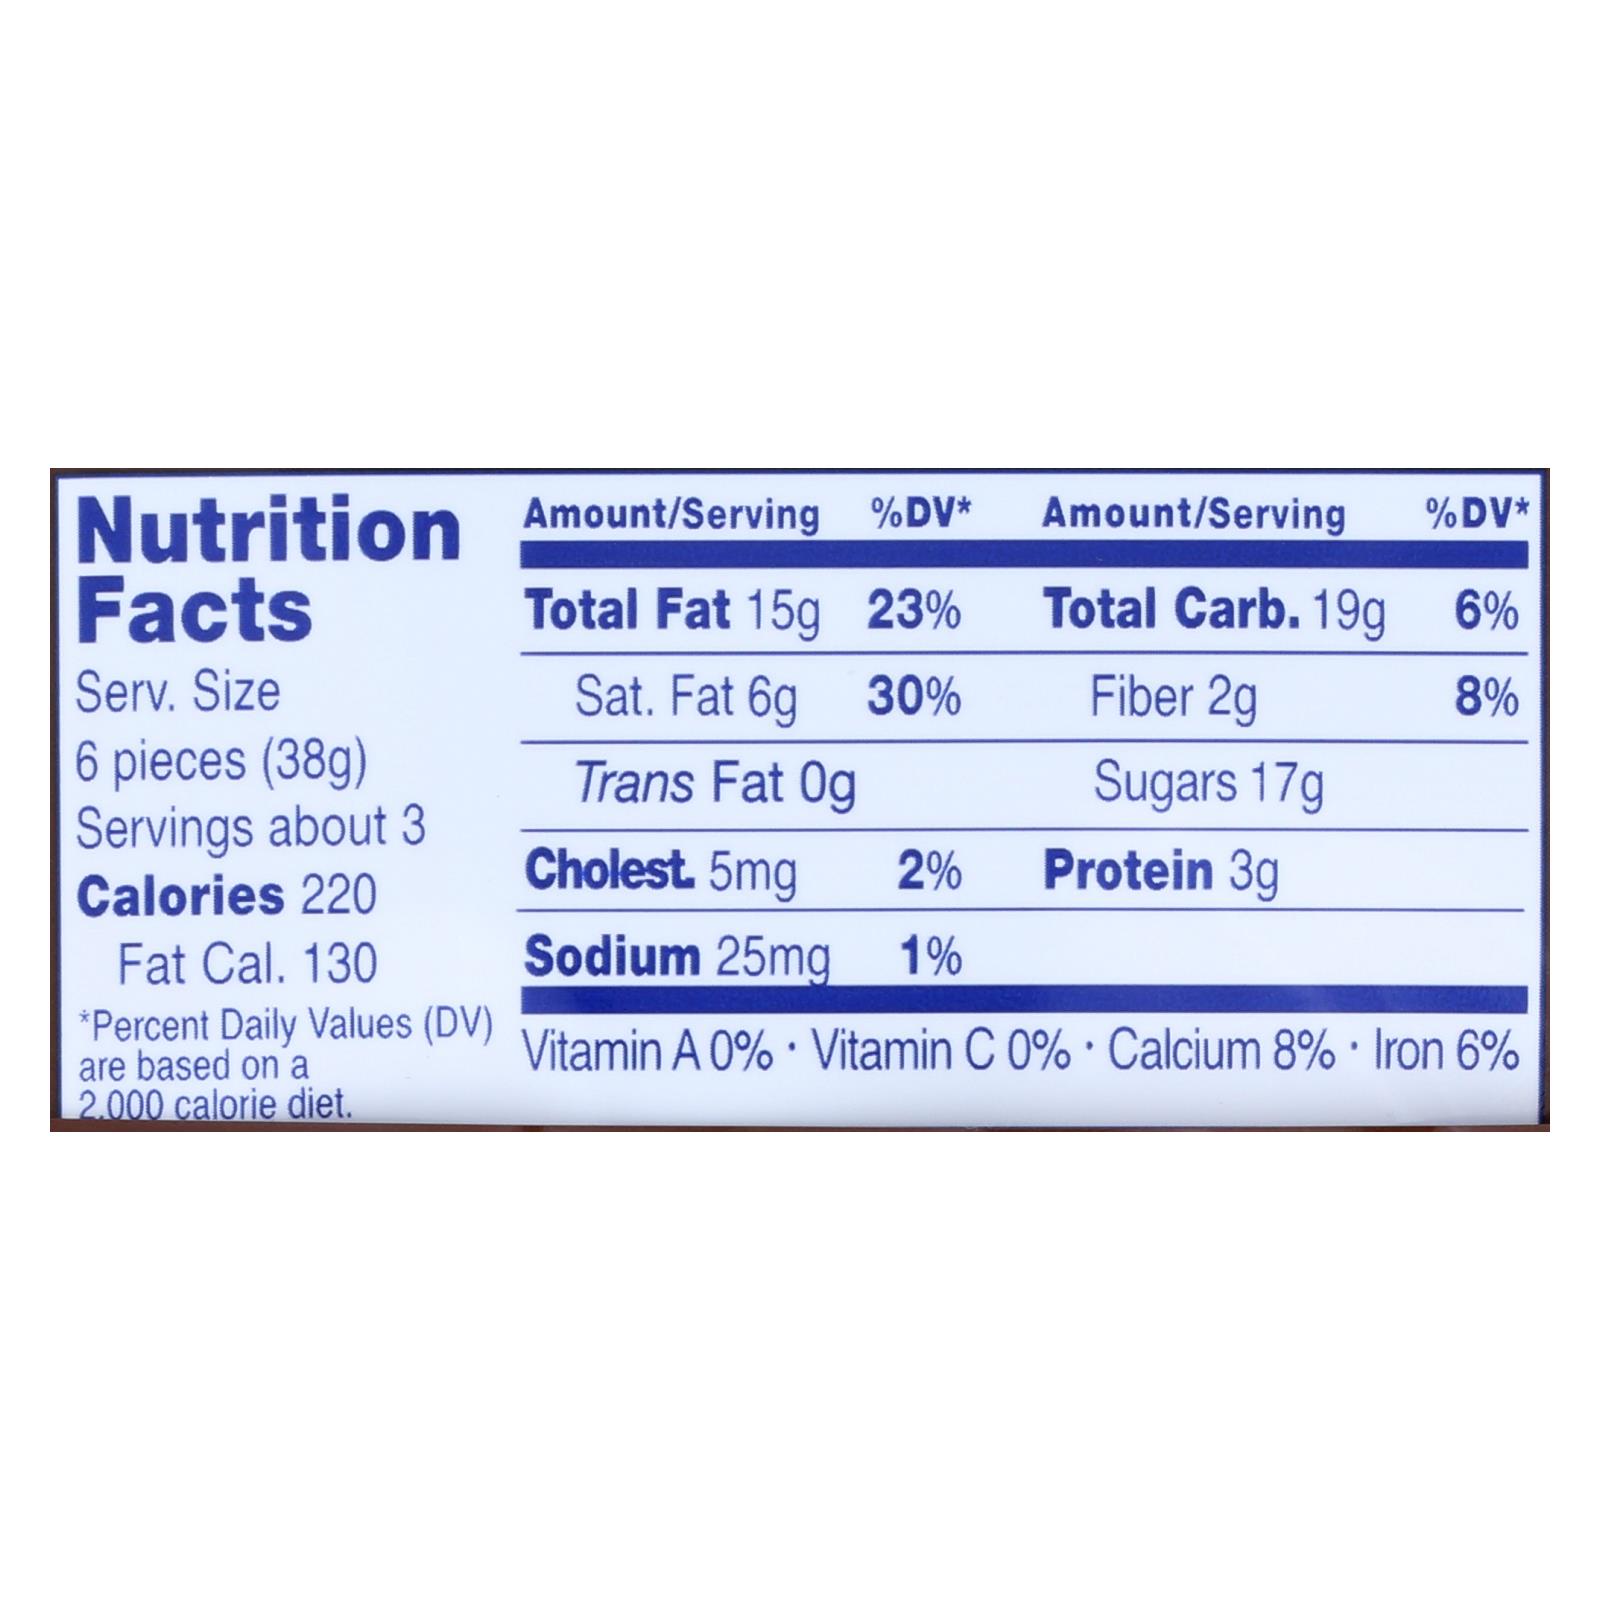 Nutrition
Facts
Serv. Size
6 pieces (38g)
Servings about 3
Calories 220
Fat Cal. 130
*Percent Daily Values (DV)
are based on a
2,000 calorie diet.
Amount/Serving %DV* Amount/Serving %DV*
Total Fat 15g 23% Total Carb. 19g 6%
Sat. Fat 6g 30% Fiber 2g 8%
Trans Fat 0g Sugars 17g
Cholest. 5mg 2% Protein 3g
Sodium 25mg 1%
Vitamin A 0% · Vitamin C 0% · Calcium 8% · Iron 6%